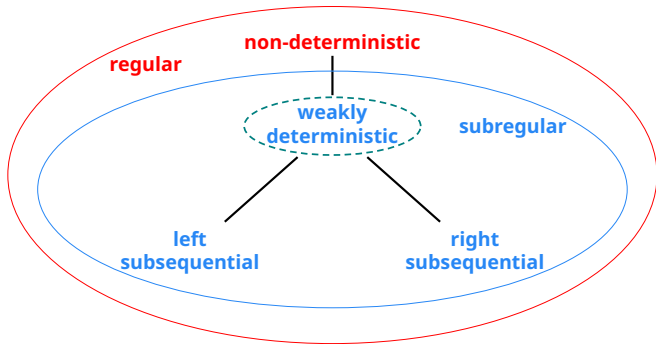 non-deterministic
regular
weakly
deterministic
subregular
left
subsequential
right
subsequential